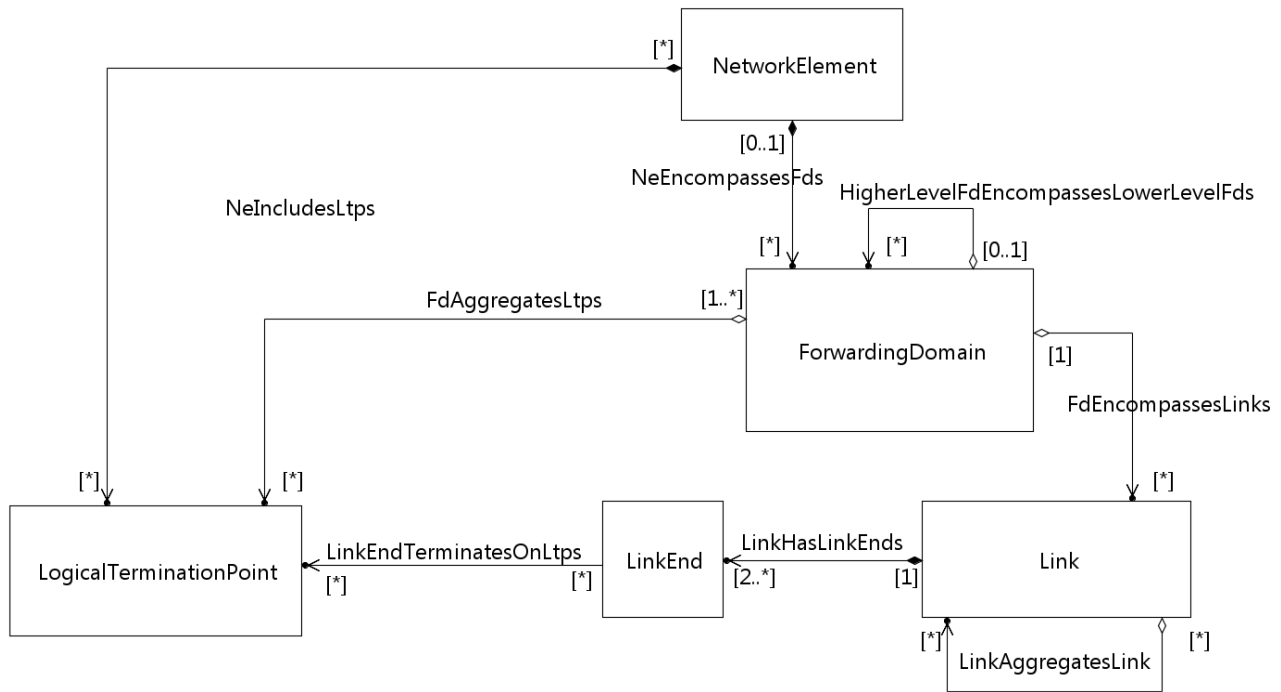 [*]
NetworkElement
[0..1]
NeEncompassesFds
HigherLevelFdEncompassesLowerLevelFds
NeIncludesLtps
[*]
[*]
[0..1]
FdAggregatesLtps
[1..*]
ForwardingDomain
[1]
FdEncompassesLinks
[*]
[*]
[*]
LogicalTerminationPoint
LinkEndTerminatesOnLtps
[*]
[*]
LinkEnd
LinkHasLinkEnds
[2..*]
[1]
Link
[*]
[*]
LinkAggregatesLink